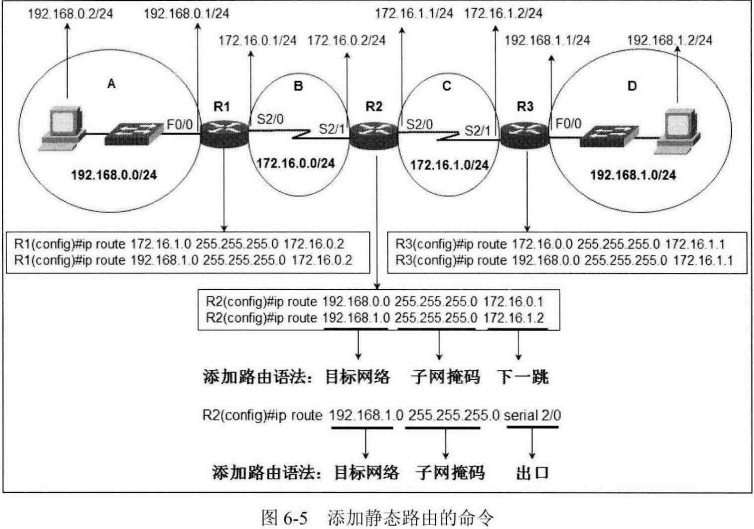 192.168.0.2/24 192.168.0.1/24 172.16.1.1/24 172.16.1.2/24
172.16.0.1/24 172.16.0.2/24 192.168.1.1/24 192.168.1.2/24
A B C D
R1 R2 R3
F0/0 S2/0 S2/1 S2/0 S2/1 F0/0
192.168.0.0/24 172.16.0.0/24 172.16.1.0/24 192.168.1.0/24
R1(config)#ip route 172.16.1.0 255.255.255.0 172.16.0.2
R1(config)#ip route 192.168.1.0 255.255.255.0 172.16.0.2
R3(config)#ip route 172.16.0.0 255.255.255.0 172.16.1.1
R3(config)#ip route 192.168.0.0 255.255.255.0 172.16.1.1
R2(config)#ip route 192.168.0.0 255.255.255.0 172.16.0.1
R2(config)#ip route 192.168.1.0 255.255.255.0 172.16.1.2
添加路由语法：目标网络 子网掩码 下一跳
R2(config)#ip route 192.168.1.0 255.255.255.0 serial 2/0
添加路由语法：目标网络 子网掩码 出口
图 6-5 添加静态路由的命令